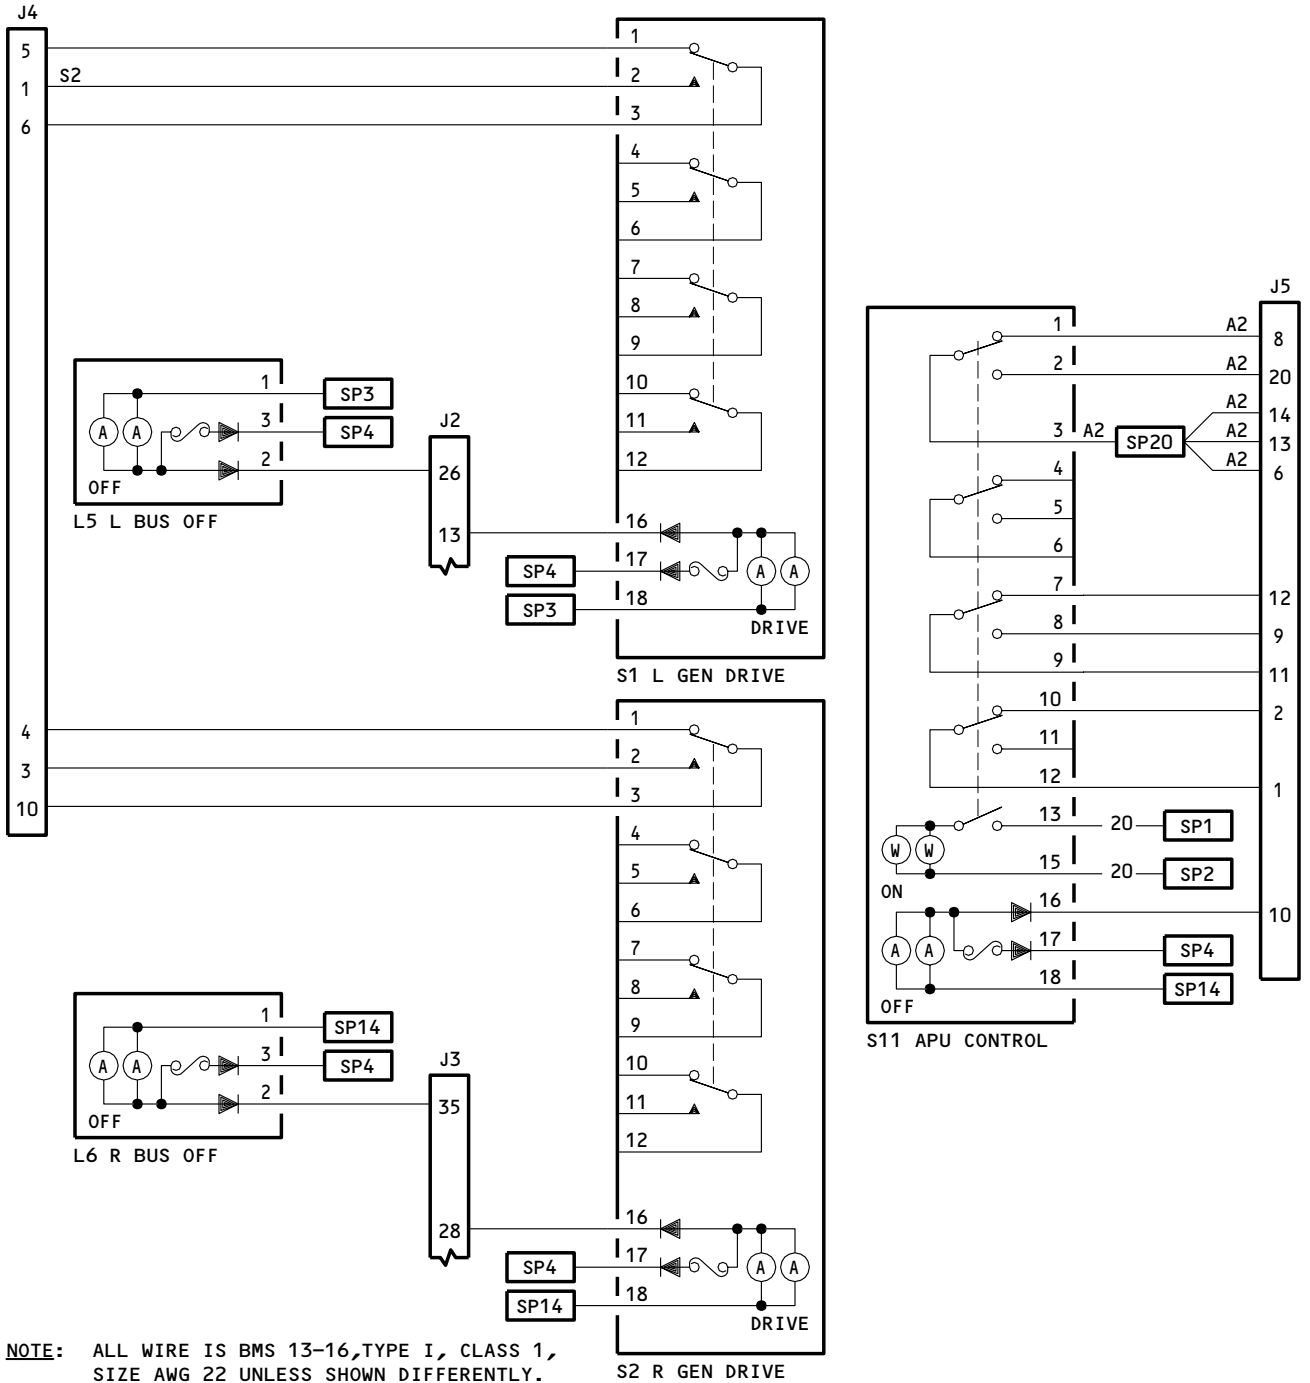 J4
5
1
6
4
3
10
S2
1
2
3
4
5
6
7
8
9
10
11
12
16
17
18
SP4
SP3
A A
DRIVE
S1 L GEN DRIVE
1
3
2
SP3
SP4
A A
OFF
L5 L BUS OFF
J2
26
13
1
2
3
4
5
6
7
8
9
10
11
12
16
17
18
SP4
SP14
A A
DRIVE
S2 R GEN DRIVE
1
3
2
SP14
SP4
A A
OFF
L6 R BUS OFF
J3
35
28
J5
1 A2 8
2 A2 20
A2 14
3 A2 SP20 A2 13
A2 6
4
5
6
7 12
8 9
9 11
10 2
11
12 1
13 20 SP1
W W
15 20 SP2
ON
16 10
A A
17 SP4
18 SP14
OFF
S11 APU CONTROL
NOTE: ALL WIRE IS BMS 13-16,TYPE I, CLASS 1,
SIZE AWG 22 UNLESS SHOWN DIFFERENTLY.